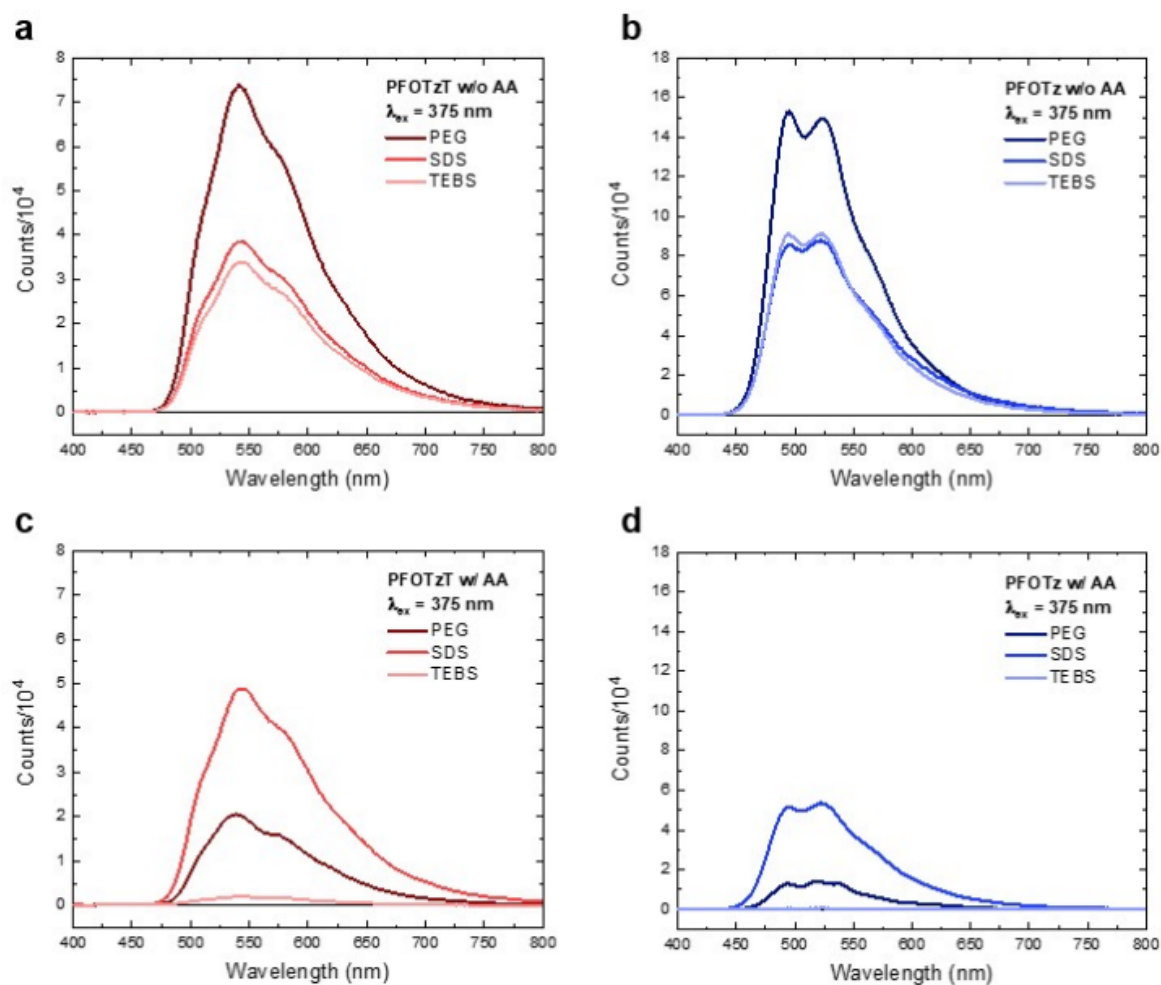 a
8
7
6
5
4
3
2
1
0
Counts/10⁴
PFOTzT w/o AA
λex = 375 nm
PEG
SDS
TEBS
400 450 500 550 600 650 700 750 800
Wavelength (nm)
b
18
16
14
12
10
8
6
4
2
0
Counts/10⁴
PFOTz w/o AA
λex = 375 nm
PEG
SDS
TEBS
400 450 500 550 600 650 700 750 800
Wavelength (nm)
c
8
7
6
5
4
3
2
1
0
Counts/10⁴
PFOTzT w/ AA
λex = 375 nm
PEG
SDS
TEBS
400 450 500 550 600 650 700 750 800
Wavelength (nm)
d
18
16
14
12
10
8
6
4
2
0
Counts/10⁴
PFOTz w/ AA
λex = 375 nm
PEG
SDS
TEBS
400 450 500 550 600 650 700 750 800
Wavelength (nm)